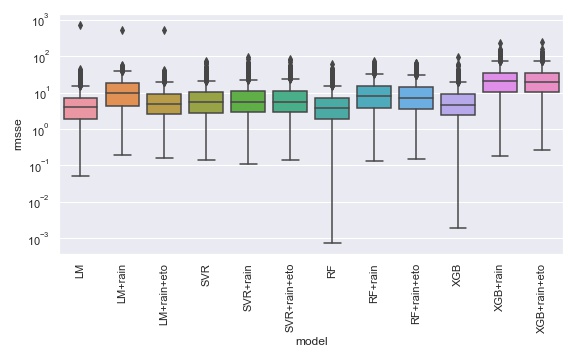 10³
10²
10¹
10⁰
10⁻¹
10⁻²
10⁻³
rmsse
LM
LM+rain
LM+rain+eto
SVR
SVR+rain
SVR+rain+eto
RF
RF+rain
RF+rain+eto
XGB
XGB+rain
XGB+rain+eto
model